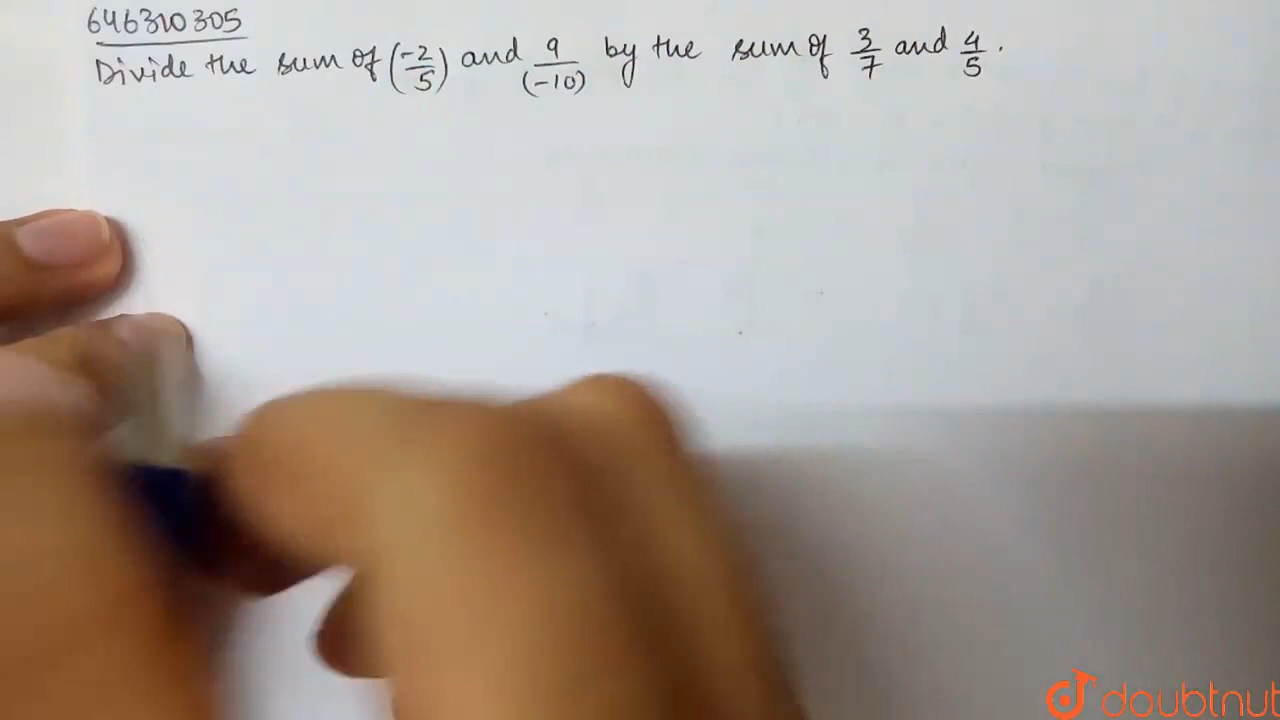 646310305
Divide the sum of (-2/5) and 9/(-10) by the sum of 3/7 and 4/5.
doubtnut